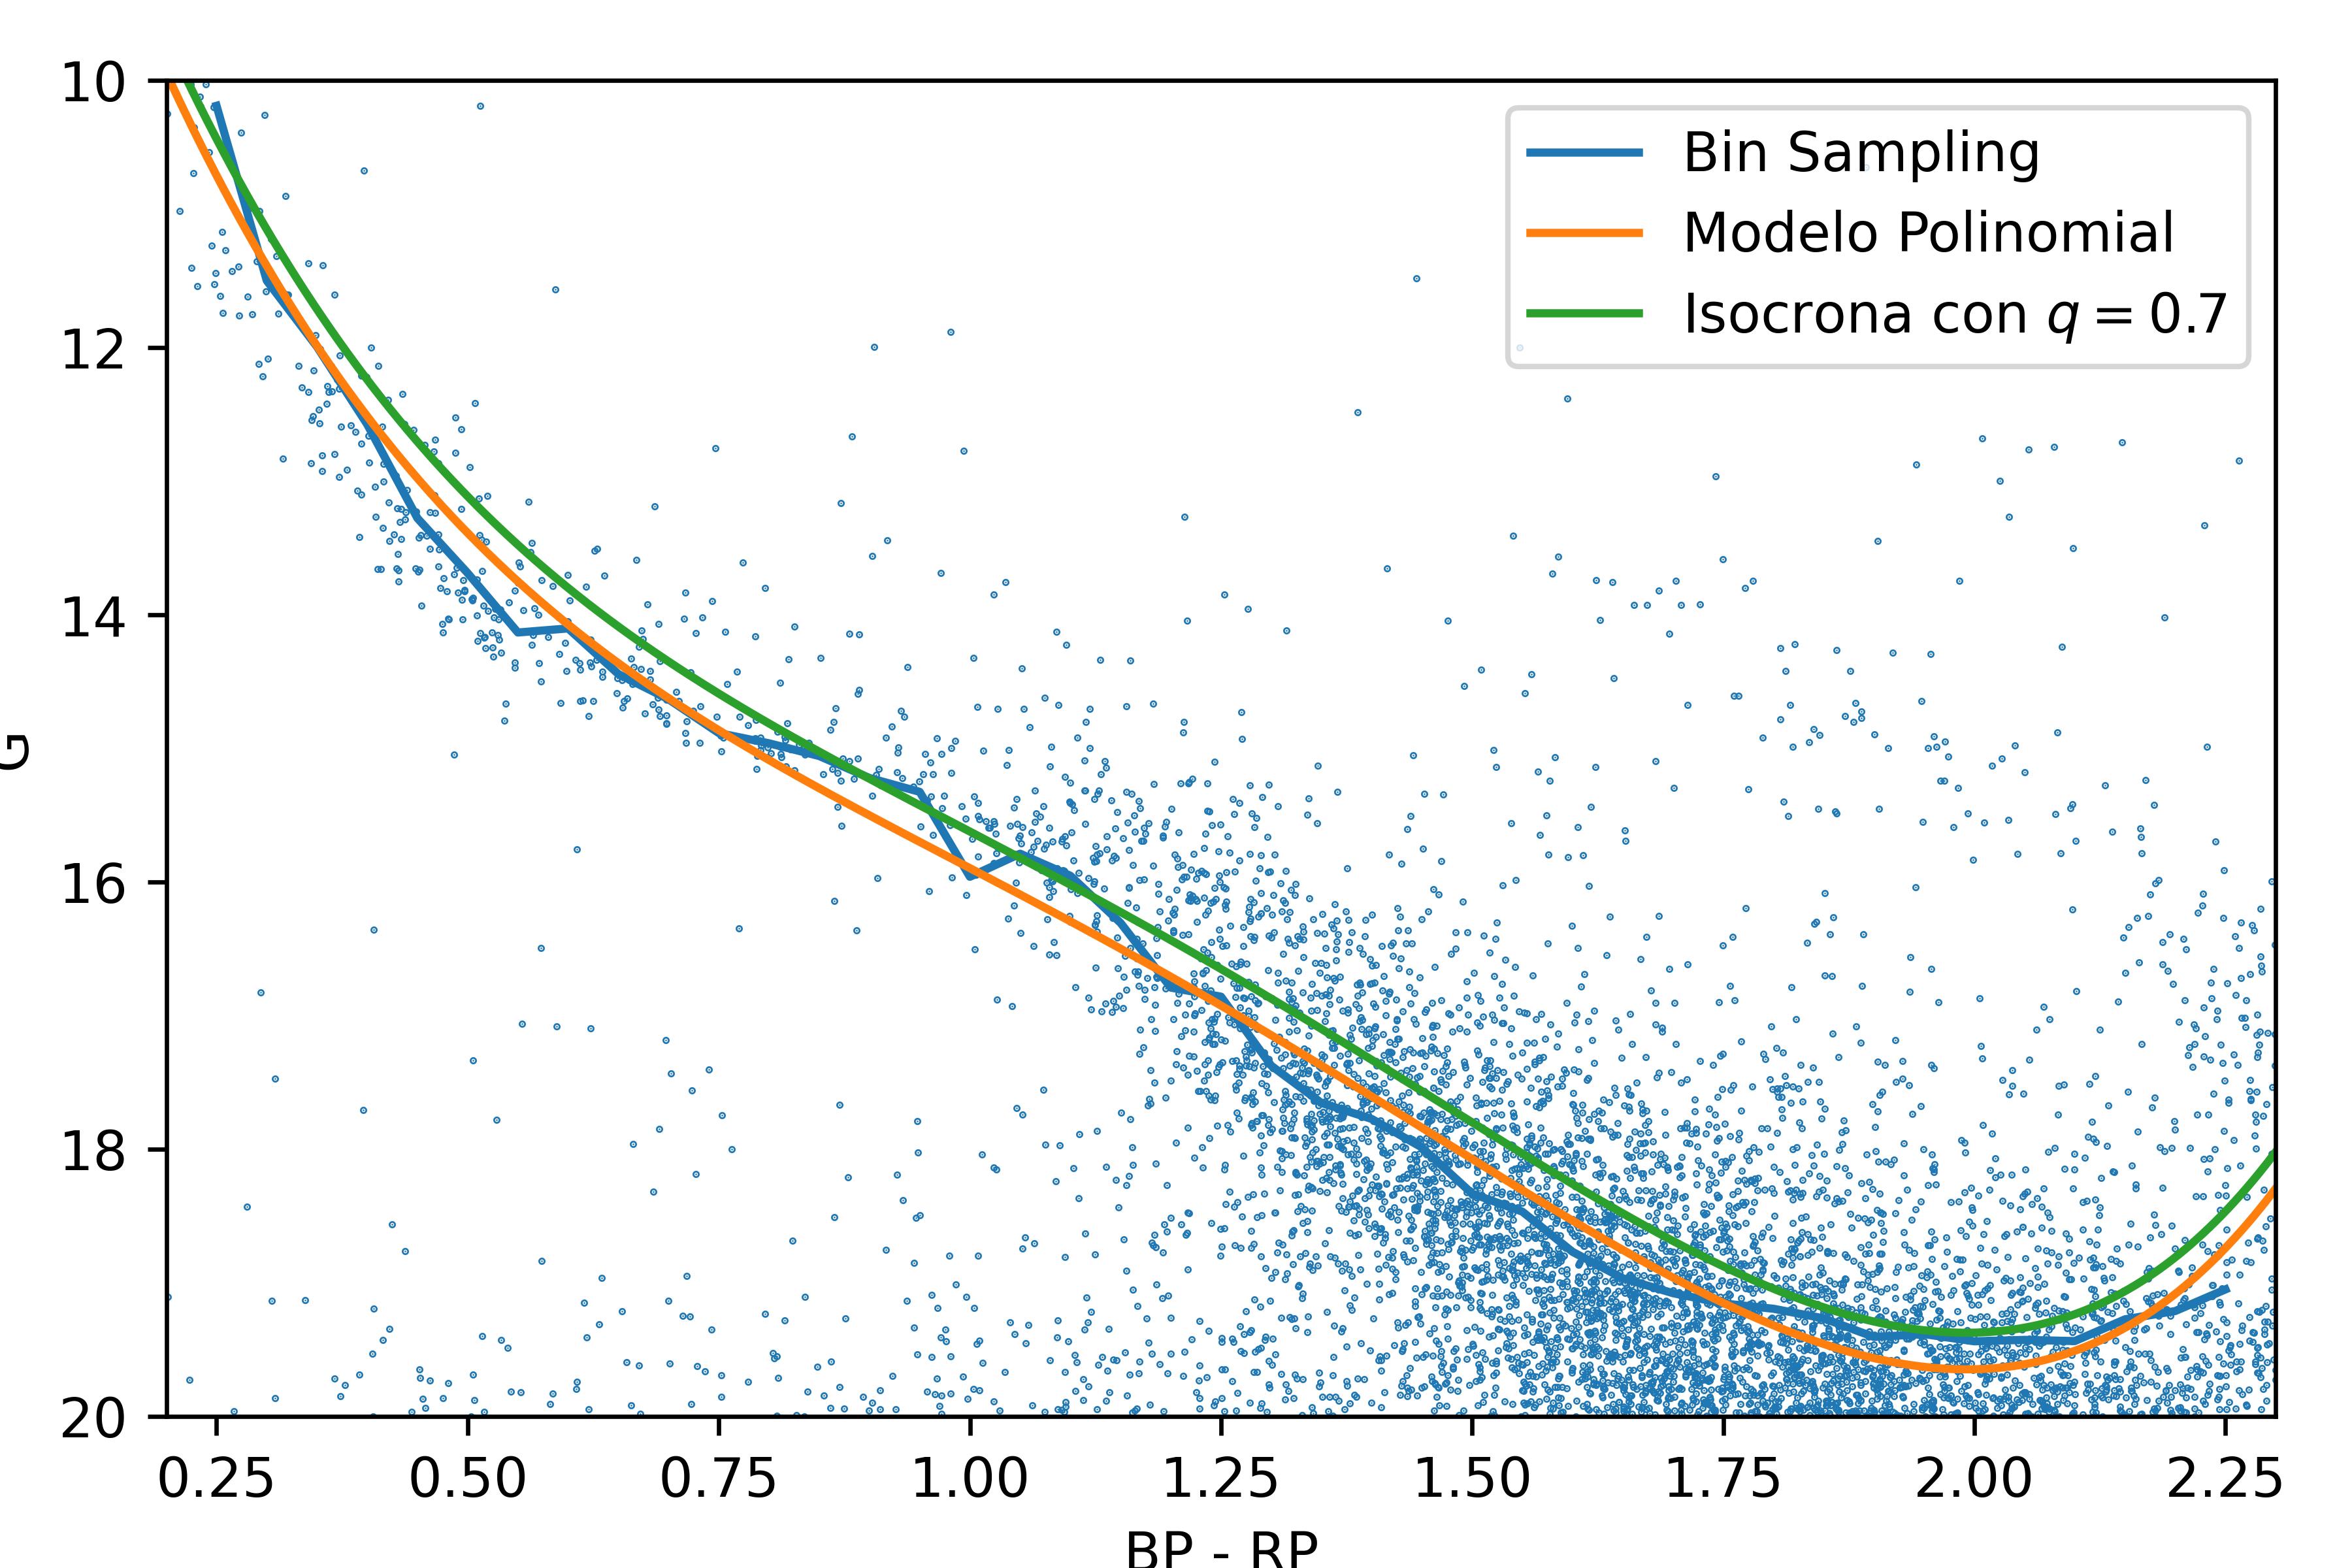 10
12
14
16
18
20
G
0.25 0.50 0.75 1.00 1.25 1.50 1.75 2.00 2.25
BP - RP
Bin Sampling
Modelo Polinomial
Isocrona con q = 0.7